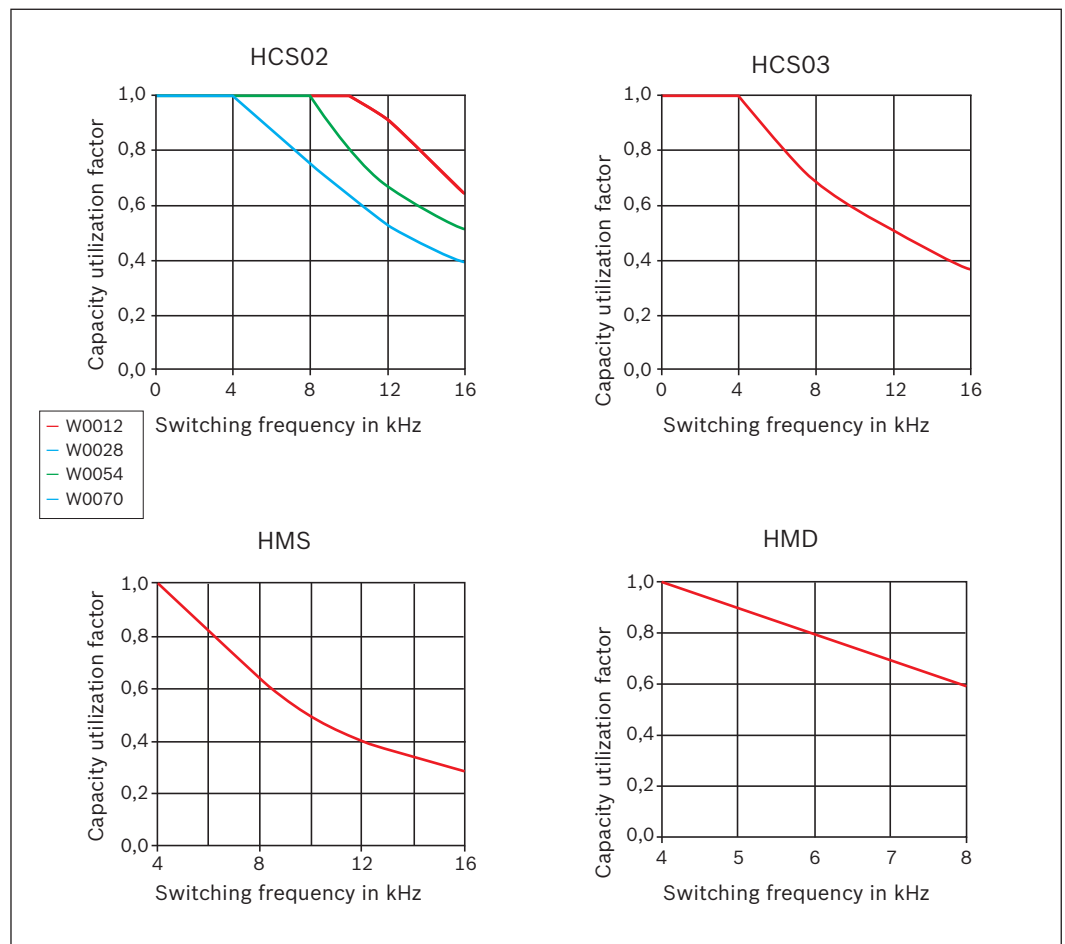 HCS02
Capacity utilization factor
1,0
0,8
0,6
0,4
0,2
0,0
0 4 8 12 16
Switching frequency in kHz
W0012
W0028
W0054
W0070
HCS03
Capacity utilization factor
1,0
0,8
0,6
0,4
0,2
0,0
0 4 8 12 16
Switching frequency in kHz
HMS
Capacity utilization factor
1,0
0,8
0,6
0,4
0,2
0,0
4 8 12 16
Switching frequency in kHz
HMD
Capacity utilization factor
1,0
0,8
0,6
0,4
0,2
0,0
4 5 6 7 8
Switching frequency in kHz